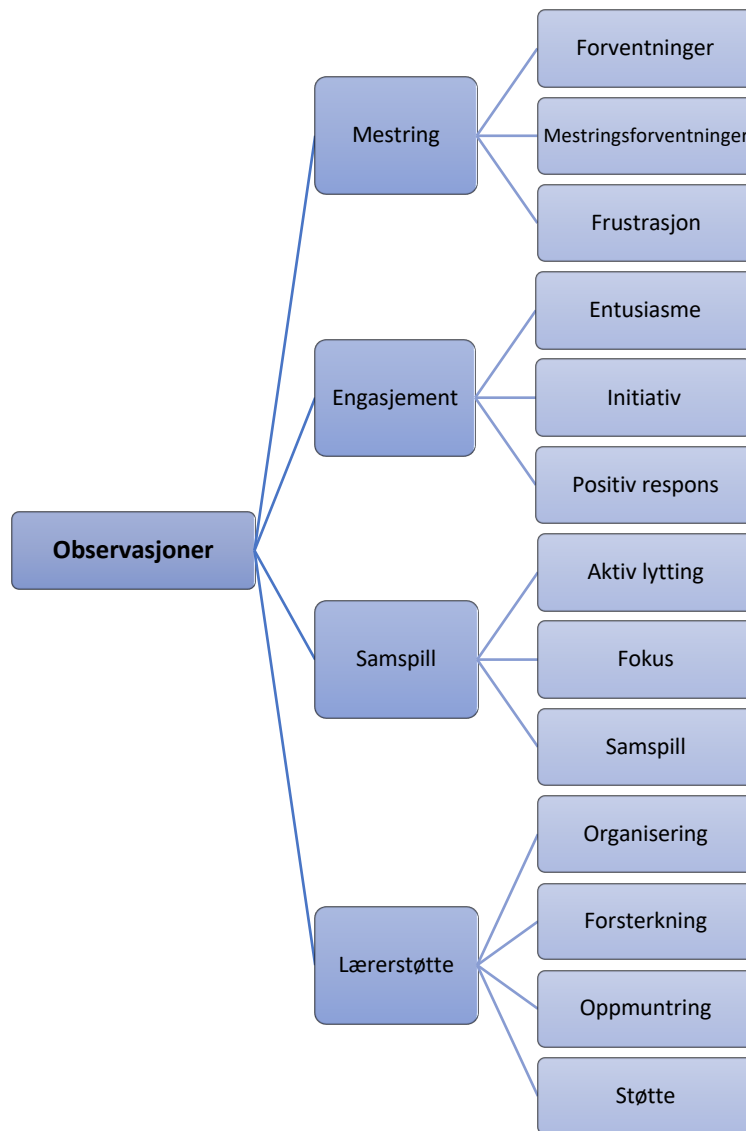 Observasjoner
Mestring
Forventninger
Mestringsforventninger
Frustrasjon
Engasjement
Entusiasme
Initiativ
Positiv respons
Samspill
Aktiv lytting
Fokus
Samspill
Lærerstøtte
Organisering
Forsterkning
Oppmuntring
Støtte